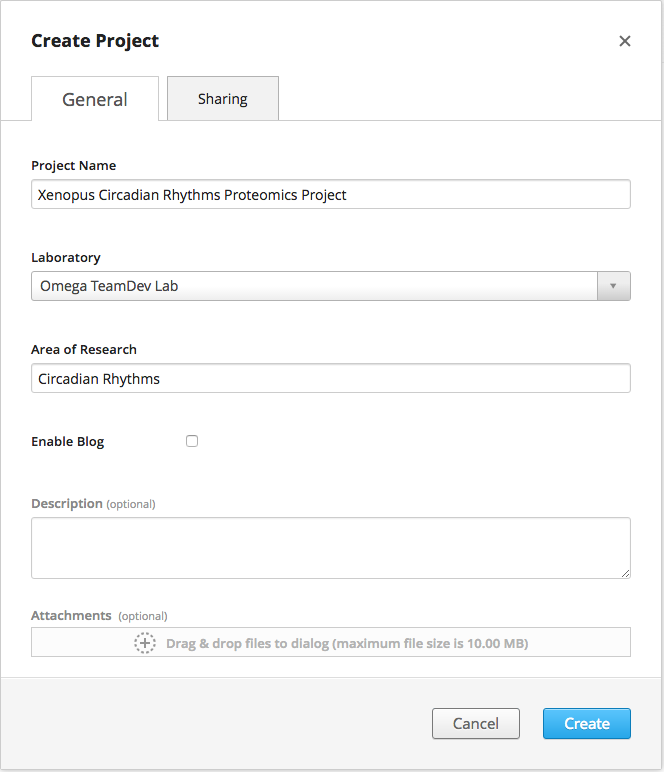 Create Project
General
Sharing
Project Name
Xenopus Circadian Rhythms Proteomics Project
Laboratory
Omega TeamDev Lab
Area of Research
Circadian Rhythms
Enable Blog
Description (optional)
Attachments (optional)
Drag & drop files to dialog (maximum file size is 10.00 MB)
Cancel
Create